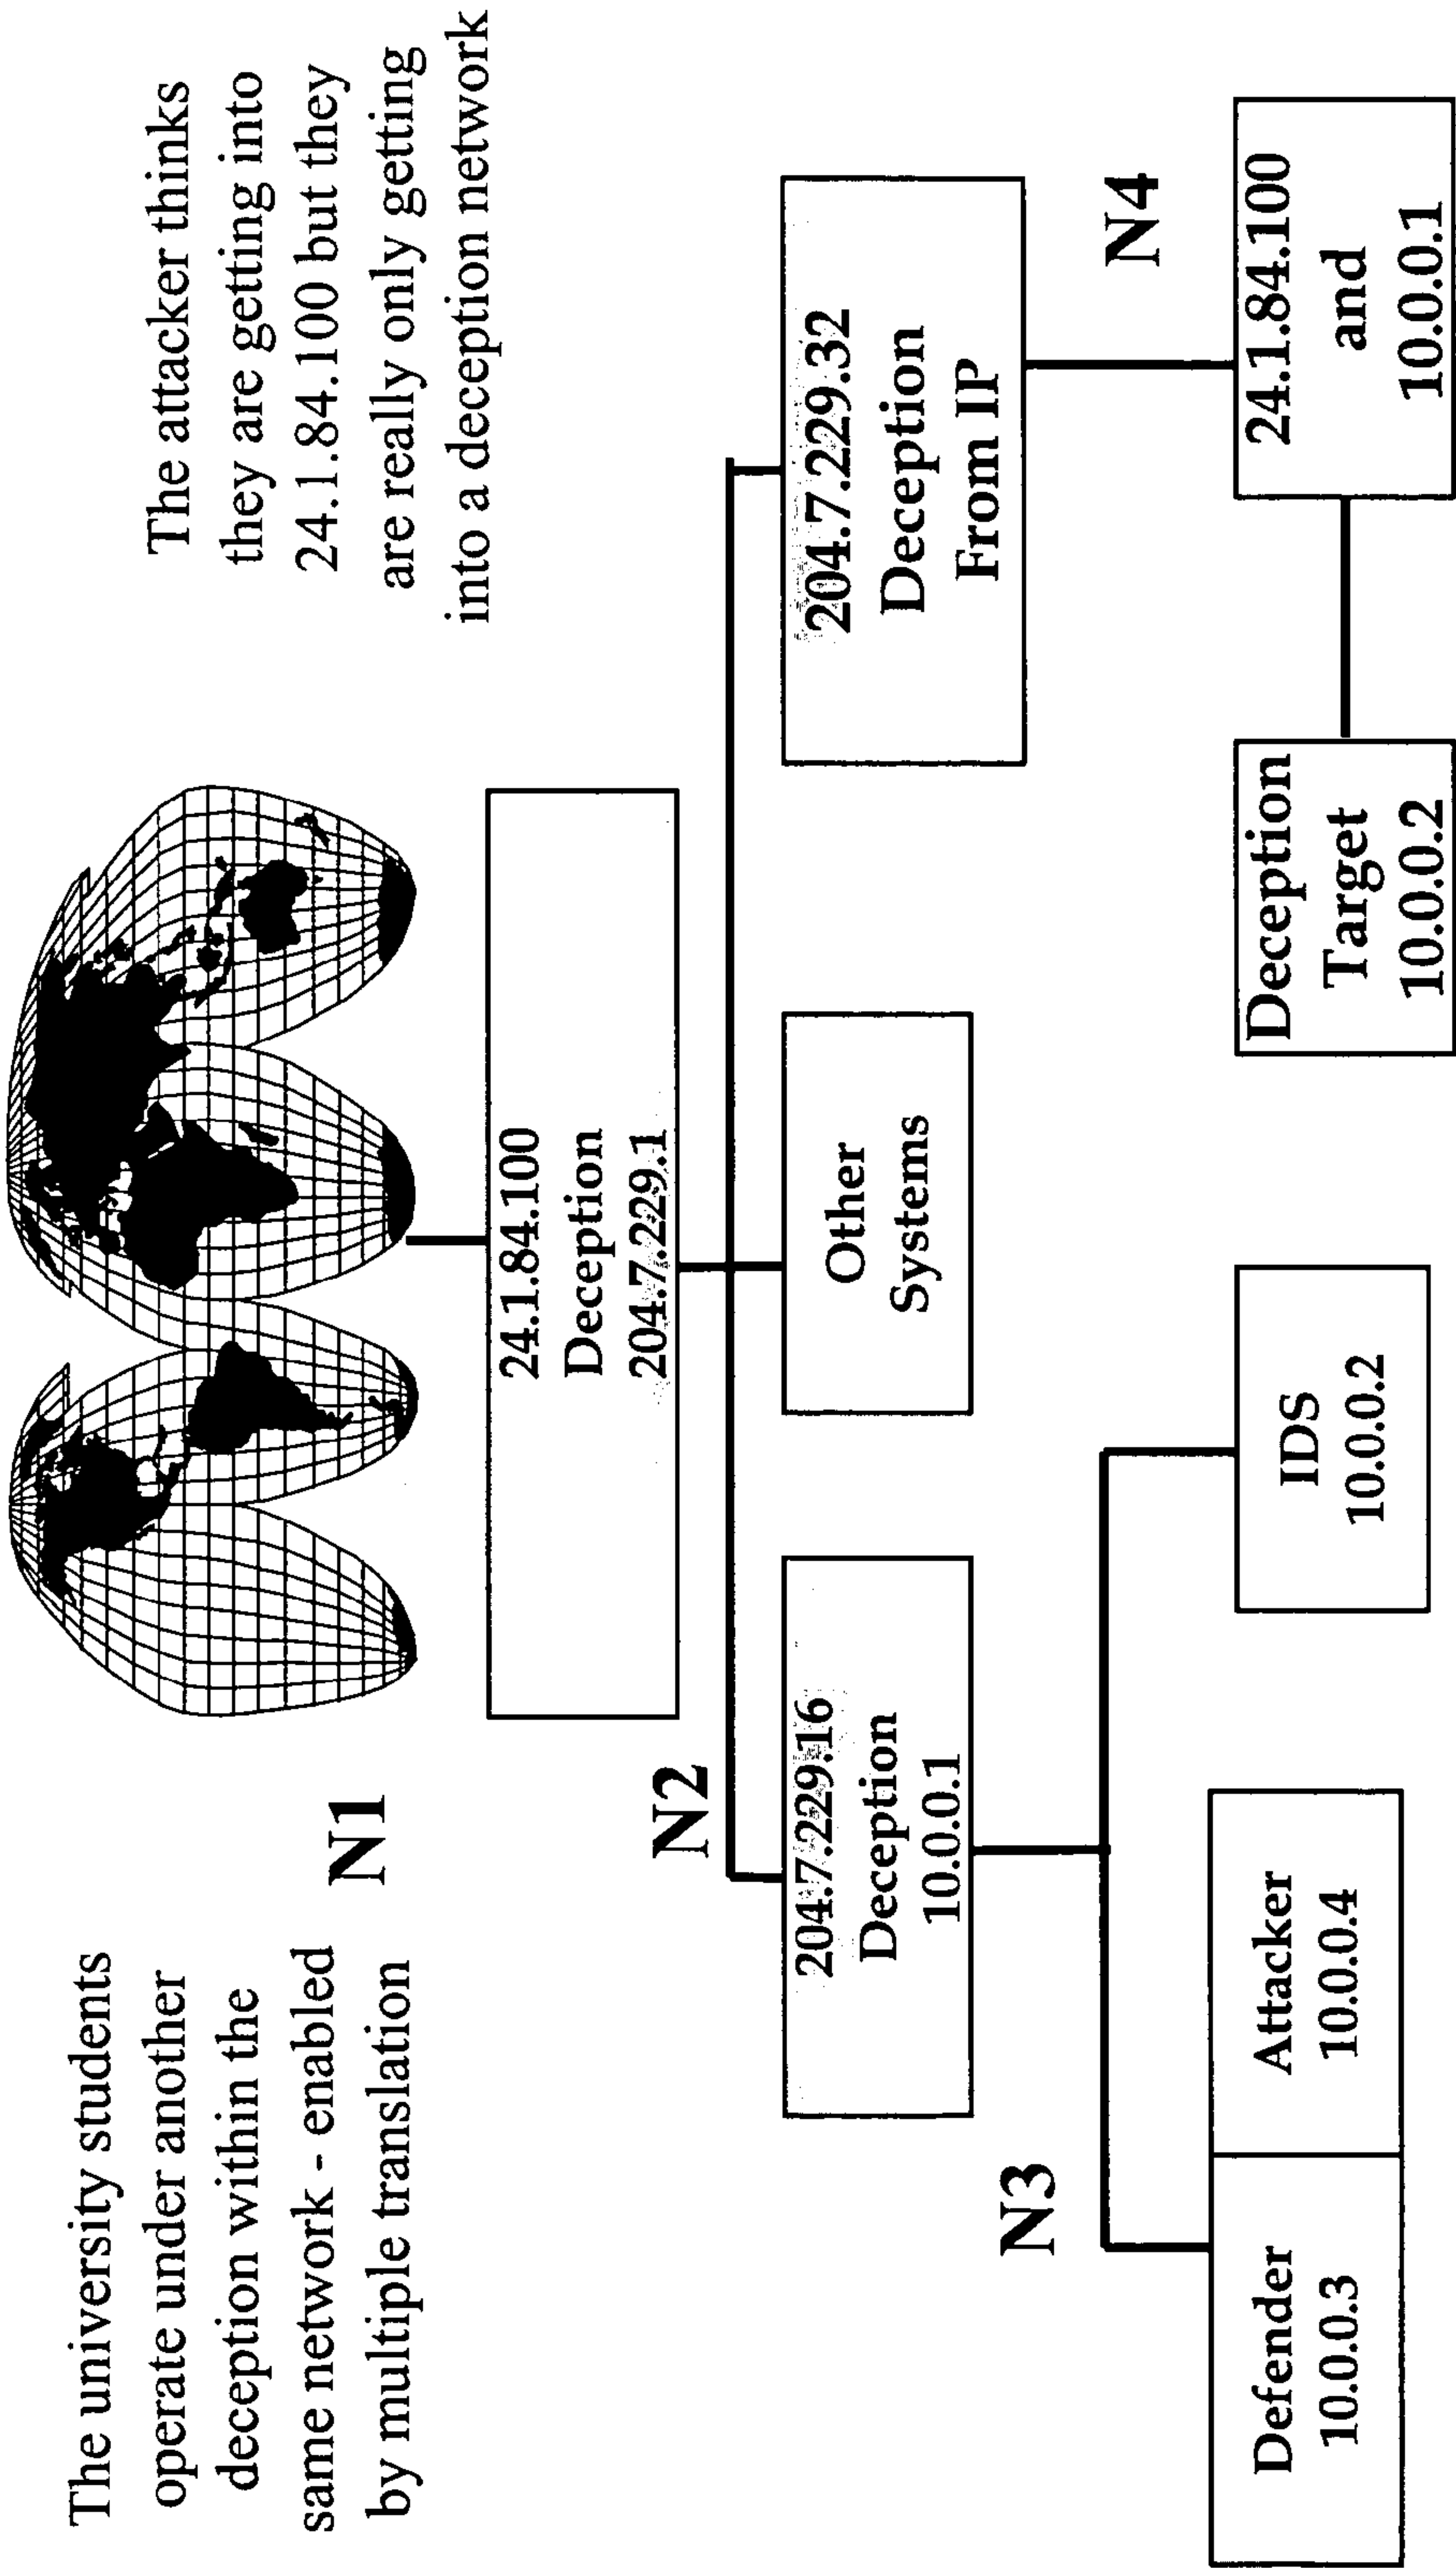 The university students
operate under another
deception within the
same network - enabled
by multiple translation
N1
The attacker thinks
they are getting into
24.1.84.100 but they
are really only getting
into a deception network
24.1.84.100
Deception
204.7.229.1
N2
204.7.229.16
Deception
10.0.0.1
Other
Systems
204.7.229.32
Deception
From IP
N3
N4
Defender
10.0.0.3
Attacker
10.0.0.4
IDS
10.0.0.2
Deception
Target
10.0.0.2
24.1.84.100
and
10.0.0.1